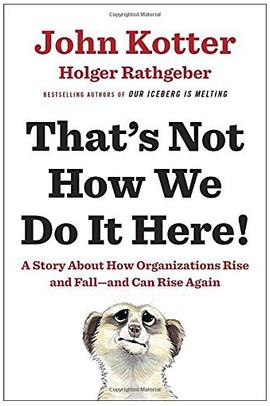 Copyrighted Material
John Kotter
Holger Rathgeber
BESTSELLING AUTHORS OF OUR ICEBERG IS MELTING
That's Not
How We
Do It Here!
A Story About How Organizations Rise
and Fall—and Can Rise Again
Copyrighted Material